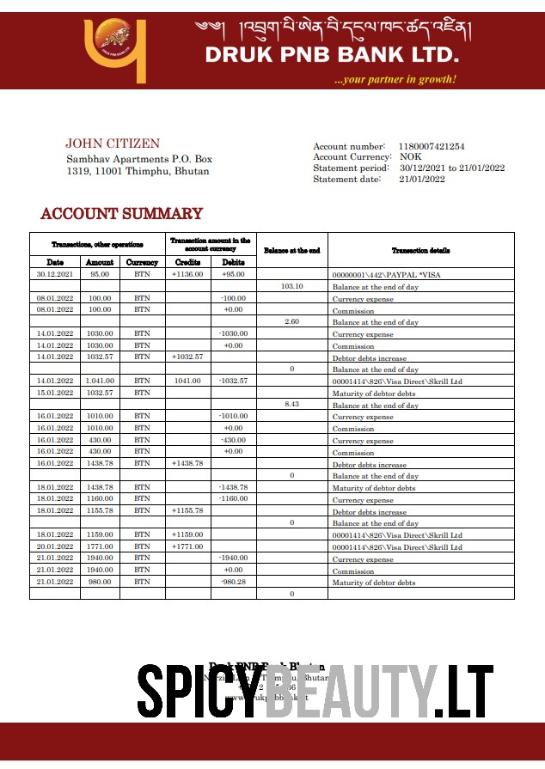 ༄༅། །འབྲུག་པི་ཨེན་བི་དངུལ་ཁང་ཚད་འཛིན།
DRUK PNB BANK LTD.
...your partner in growth!
JOHN CITIZEN
Sambhav Apartments P.O. Box
1319, 11001 Thimphu, Bhutan
Account number: 1180007421254
Account Currency: NOK
Statement period: 30/12/2021 to 21/01/2022
Statement date: 21/01/2022
ACCOUNT SUMMARY
Transactions, other operations Transaction amount in the account currency Balance at the end Transaction details
Date Amount Currency Credits Debits
30.12.2021 95.00 BTN +1136.00 +95.00 00000001\442\PAYPAL *VISA
103.10 Balance at the end of day
08.01.2022 100.00 BTN -100.00 Currency expense
08.01.2022 100.00 BTN +0.00 Commission
2.60 Balance at the end of day
14.01.2022 1030.00 BTN -1030.00 Currency expense
14.01.2022 1030.00 BTN +0.00 Commission
14.01.2022 1032.57 BTN +1032.57 Debtor debts increase
0 Balance at the end of day
14.01.2022 1.041.00 BTN 1041.00 -1032.57 00001414\826\Visa Direct\Skrill Ltd
15.01.2022 1032.57 BTN Maturity of debtor debts
8.43 Balance at the end of day
16.01.2022 1010.00 BTN -1010.00 Currency expense
16.01.2022 1010.00 BTN +0.00 Commission
16.01.2022 430.00 BTN -430.00 Currency expense
16.01.2022 430.00 BTN +0.00 Commission
16.01.2022 1438.78 BTN +1438.78 Debtor debts increase
0 Balance at the end of day
18.01.2022 1438.78 BTN -1438.78 Maturity of debtor debts
18.01.2022 1160.00 BTN -1160.00 Currency expense
18.01.2022 1155.78 BTN +1155.78 Debtor debts increase
0 Balance at the end of day
18.01.2022 1159.00 BTN +1159.00 00001414\826\Visa Direct\Skrill Ltd
20.01.2022 1771.00 BTN +1771.00 00001414\826\Visa Direct\Skrill Ltd
21.01.2022 1940.00 BTN -1940.00 Currency expense
21.01.2022 1940.00 BTN +0.00 Commission
21.01.2022 980.00 BTN -980.28 Maturity of debtor debts
0
Druk PNB Bank Bhutan
Thimphu, Bhutan
SPICYBEAUTY.LT